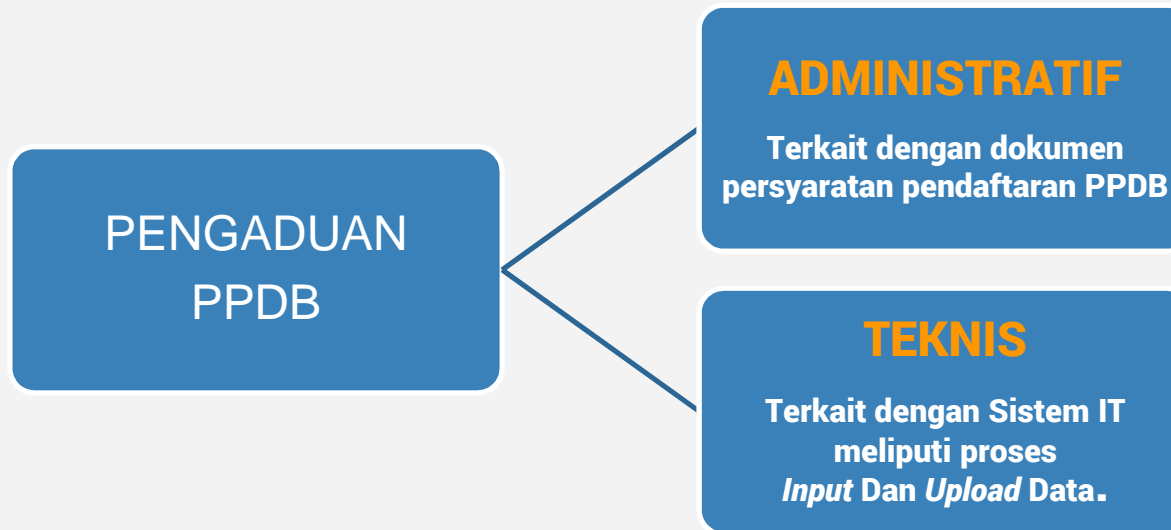 PENGADUAN
PPDB
ADMINISTRATIF
Terkait dengan dokumen
persyaratan pendaftaran PPDB
TEKNIS
Terkait dengan Sistem IT
meliputi proses
Input Dan Upload Data.